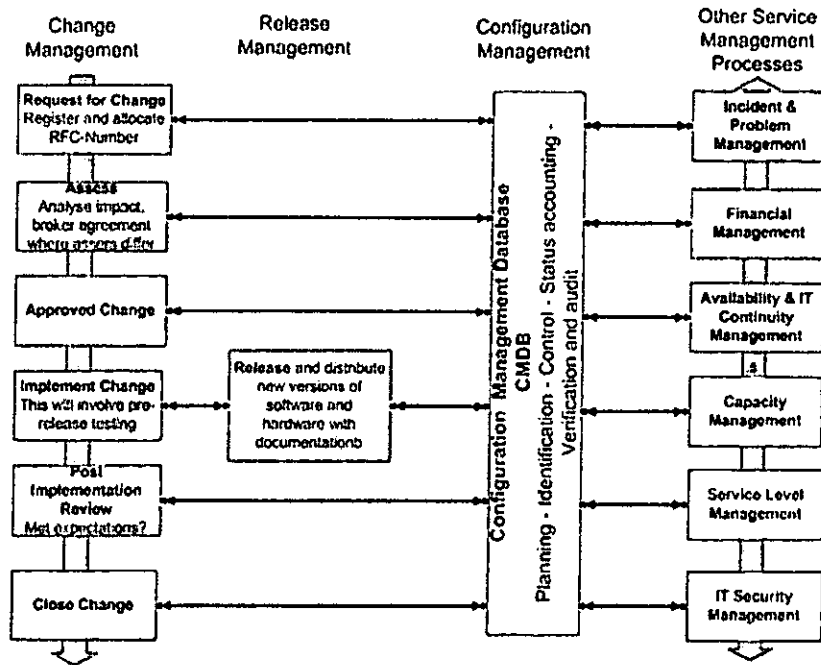 Change
Management
Release
Management
Configuration
Management
Other Service
Management
Processes
Request for Change
Register and allocate
RFC-Number
Assess
Analyse impact,
broker agreement
where assers differ
Approved Change
Implement Change
This will involve pre-
release testing
Post
Implementation
Review
Met expectations?
Close Change
Release and distribute
new versions of
software and
hardware with
documentationb
Configuration Management Database
CMDB
Planning - Identification - Control - Status accounting -
Verification and audit
Incident &
Problem
Management
Financial
Management
Availability & IT
Continuity
Management
s
Capacity
Management
Service Level
Management
IT Security
Management